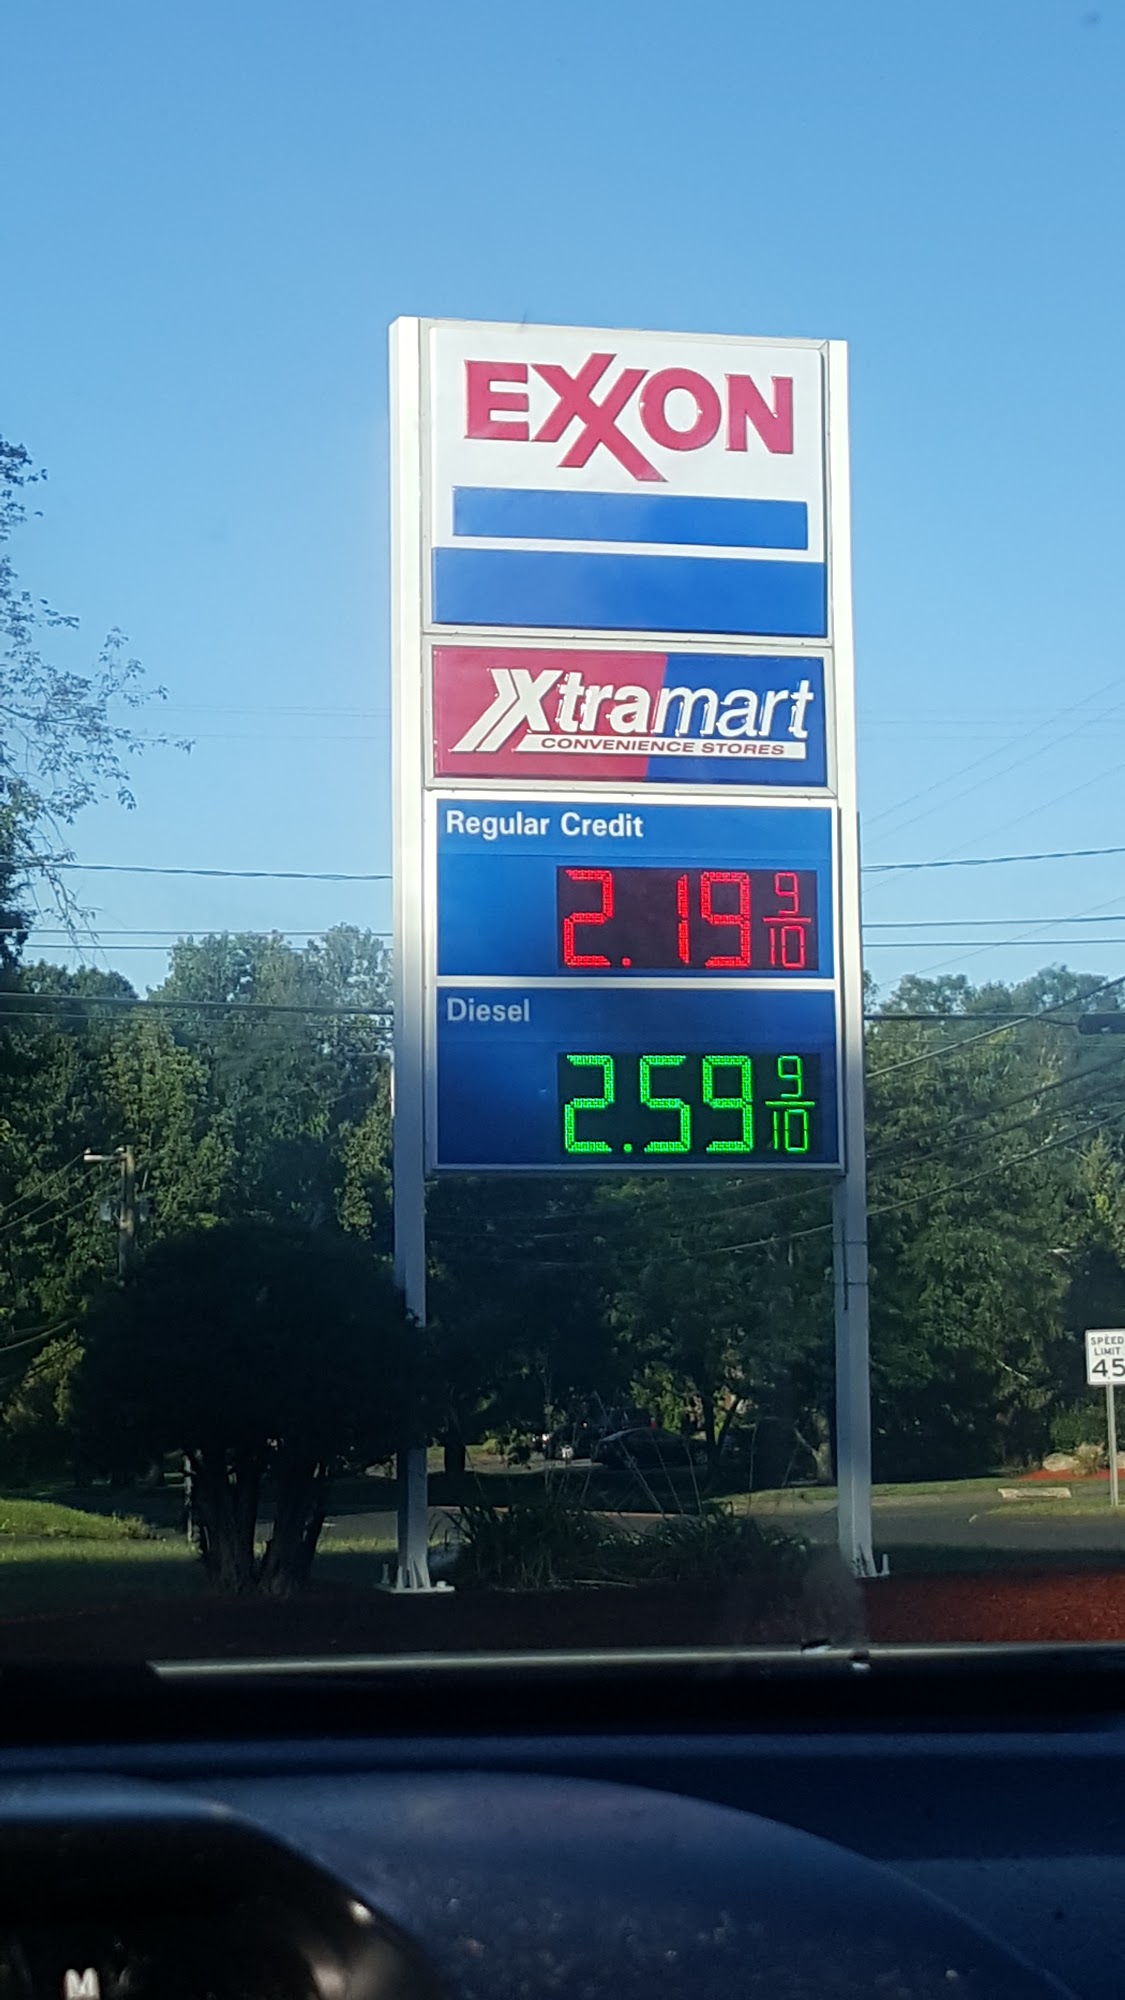 EXXON
Xtramart
CONVENIENCE STORES
Regular Credit
2.19 9/10
Diesel
2.59 9/10
SPEED
LIMIT
45
M